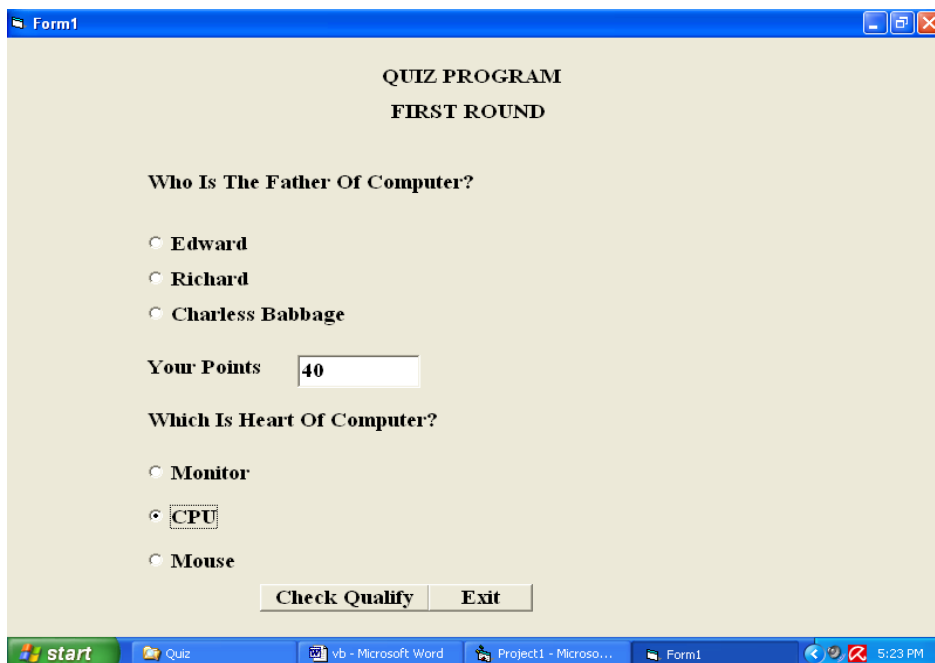 Form1
QUIZ PROGRAM
FIRST ROUND
Who Is The Father Of Computer?
Edward
Richard
Charless Babbage
Your Points 40
Which Is Heart Of Computer?
Monitor
CPU
Mouse
Check Qualify Exit
start Quiz vb - Microsoft Word Project1 - Microso... Form1 5:23 PM